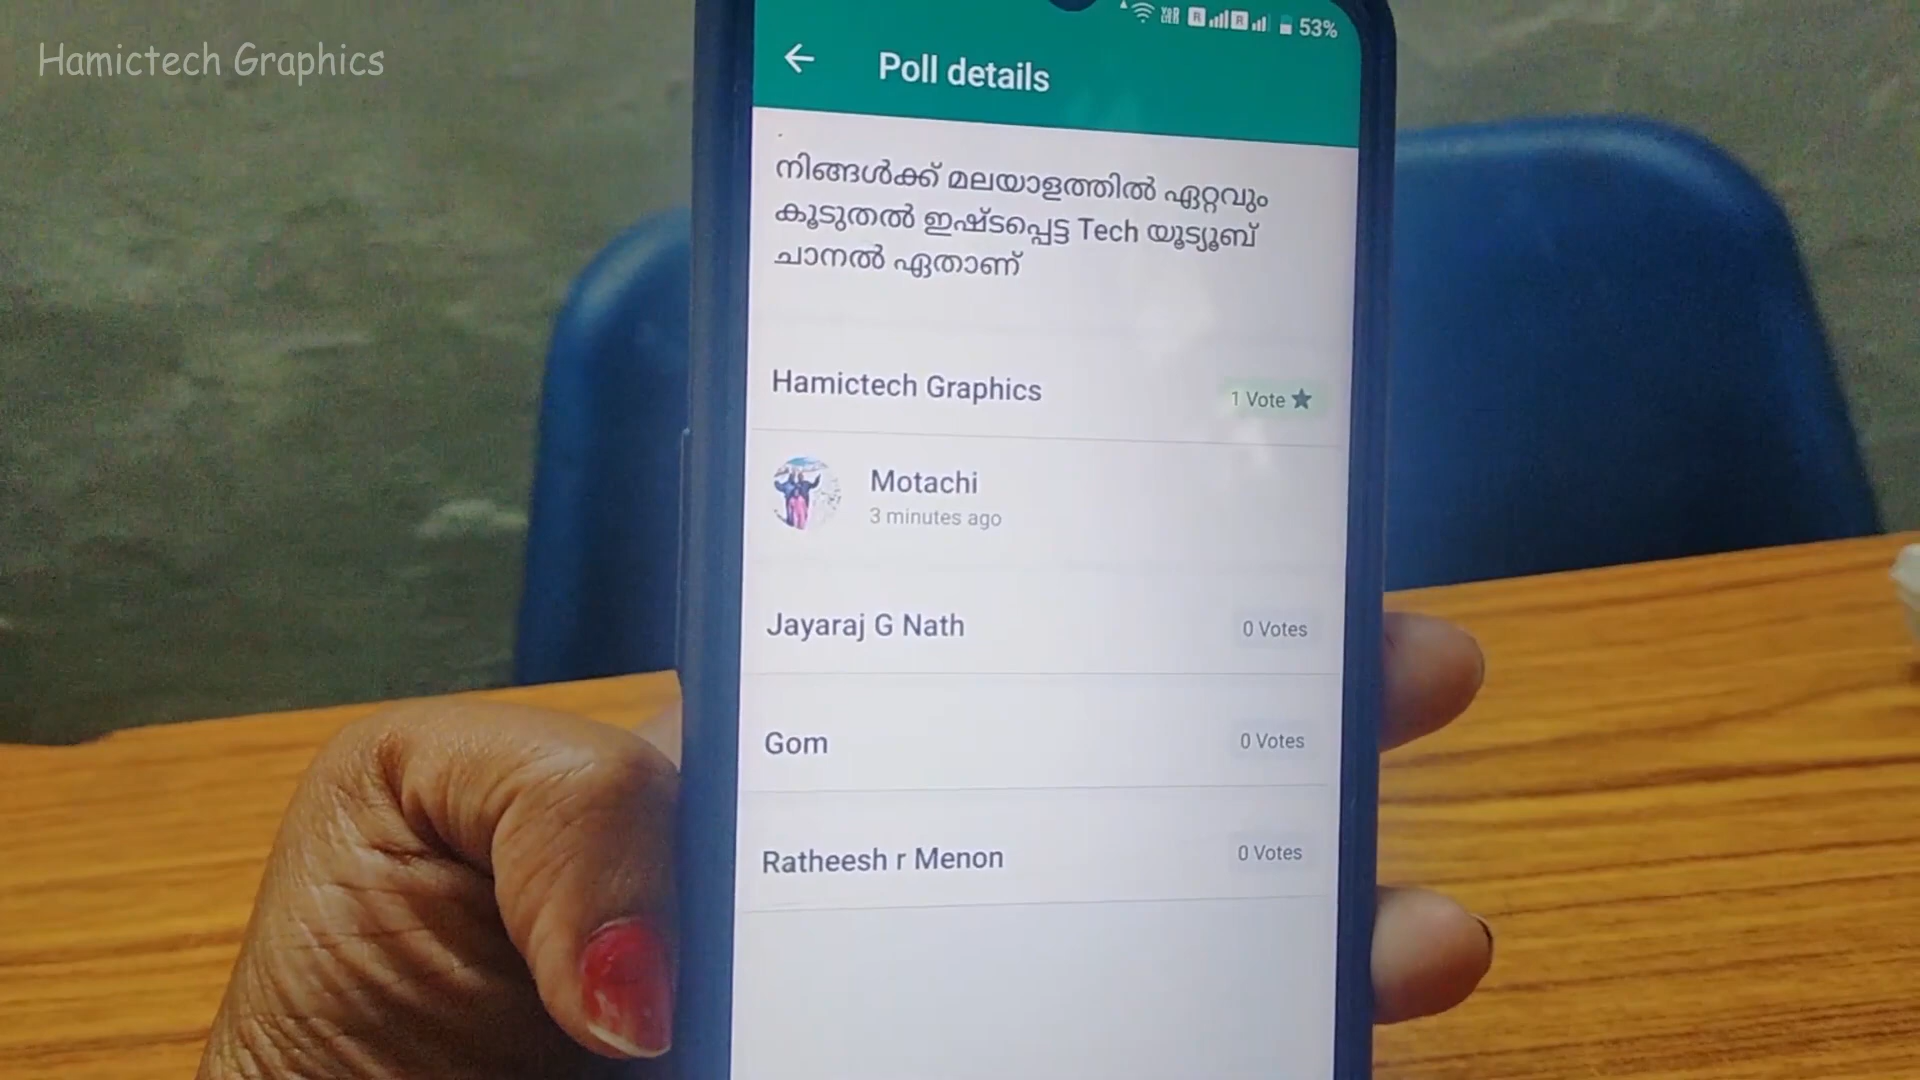 Hamictech Graphics
53%
Poll details
നിങ്ങൾക്ക് മലയാളത്തിൽ ഏറ്റവും
കൂടുതൽ ഇഷ്ടപ്പെട്ട Tech യൂട്യൂബ്
ചാനൽ ഏതാണ്
Hamictech Graphics 1 Vote
Motachi
3 minutes ago
Jayaraj G Nath 0 Votes
Gom 0 Votes
Ratheesh r Menon 0 Votes